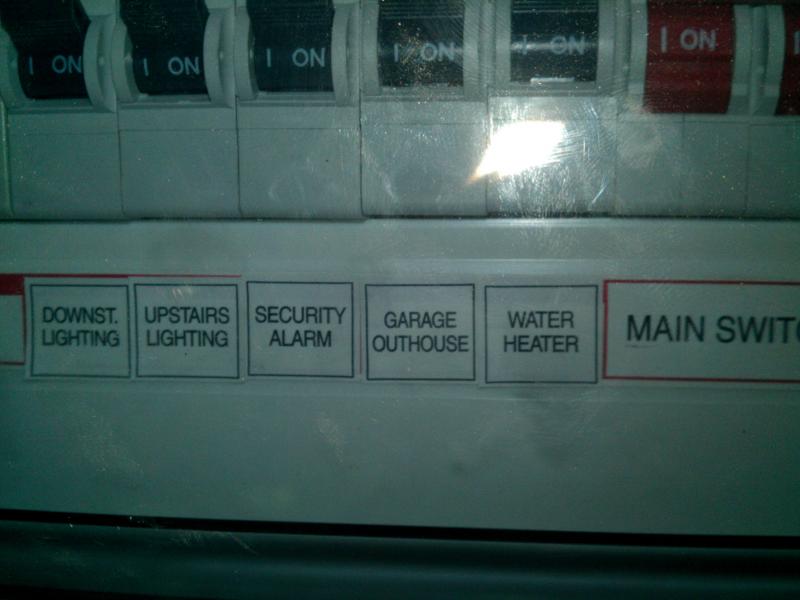 I ON I ON I ON I ON I ON I ON I
DOWNST.
LIGHTING
UPSTAIRS
LIGHTING
SECURITY
ALARM
GARAGE
OUTHOUSE
WATER
HEATER
MAIN SWITC